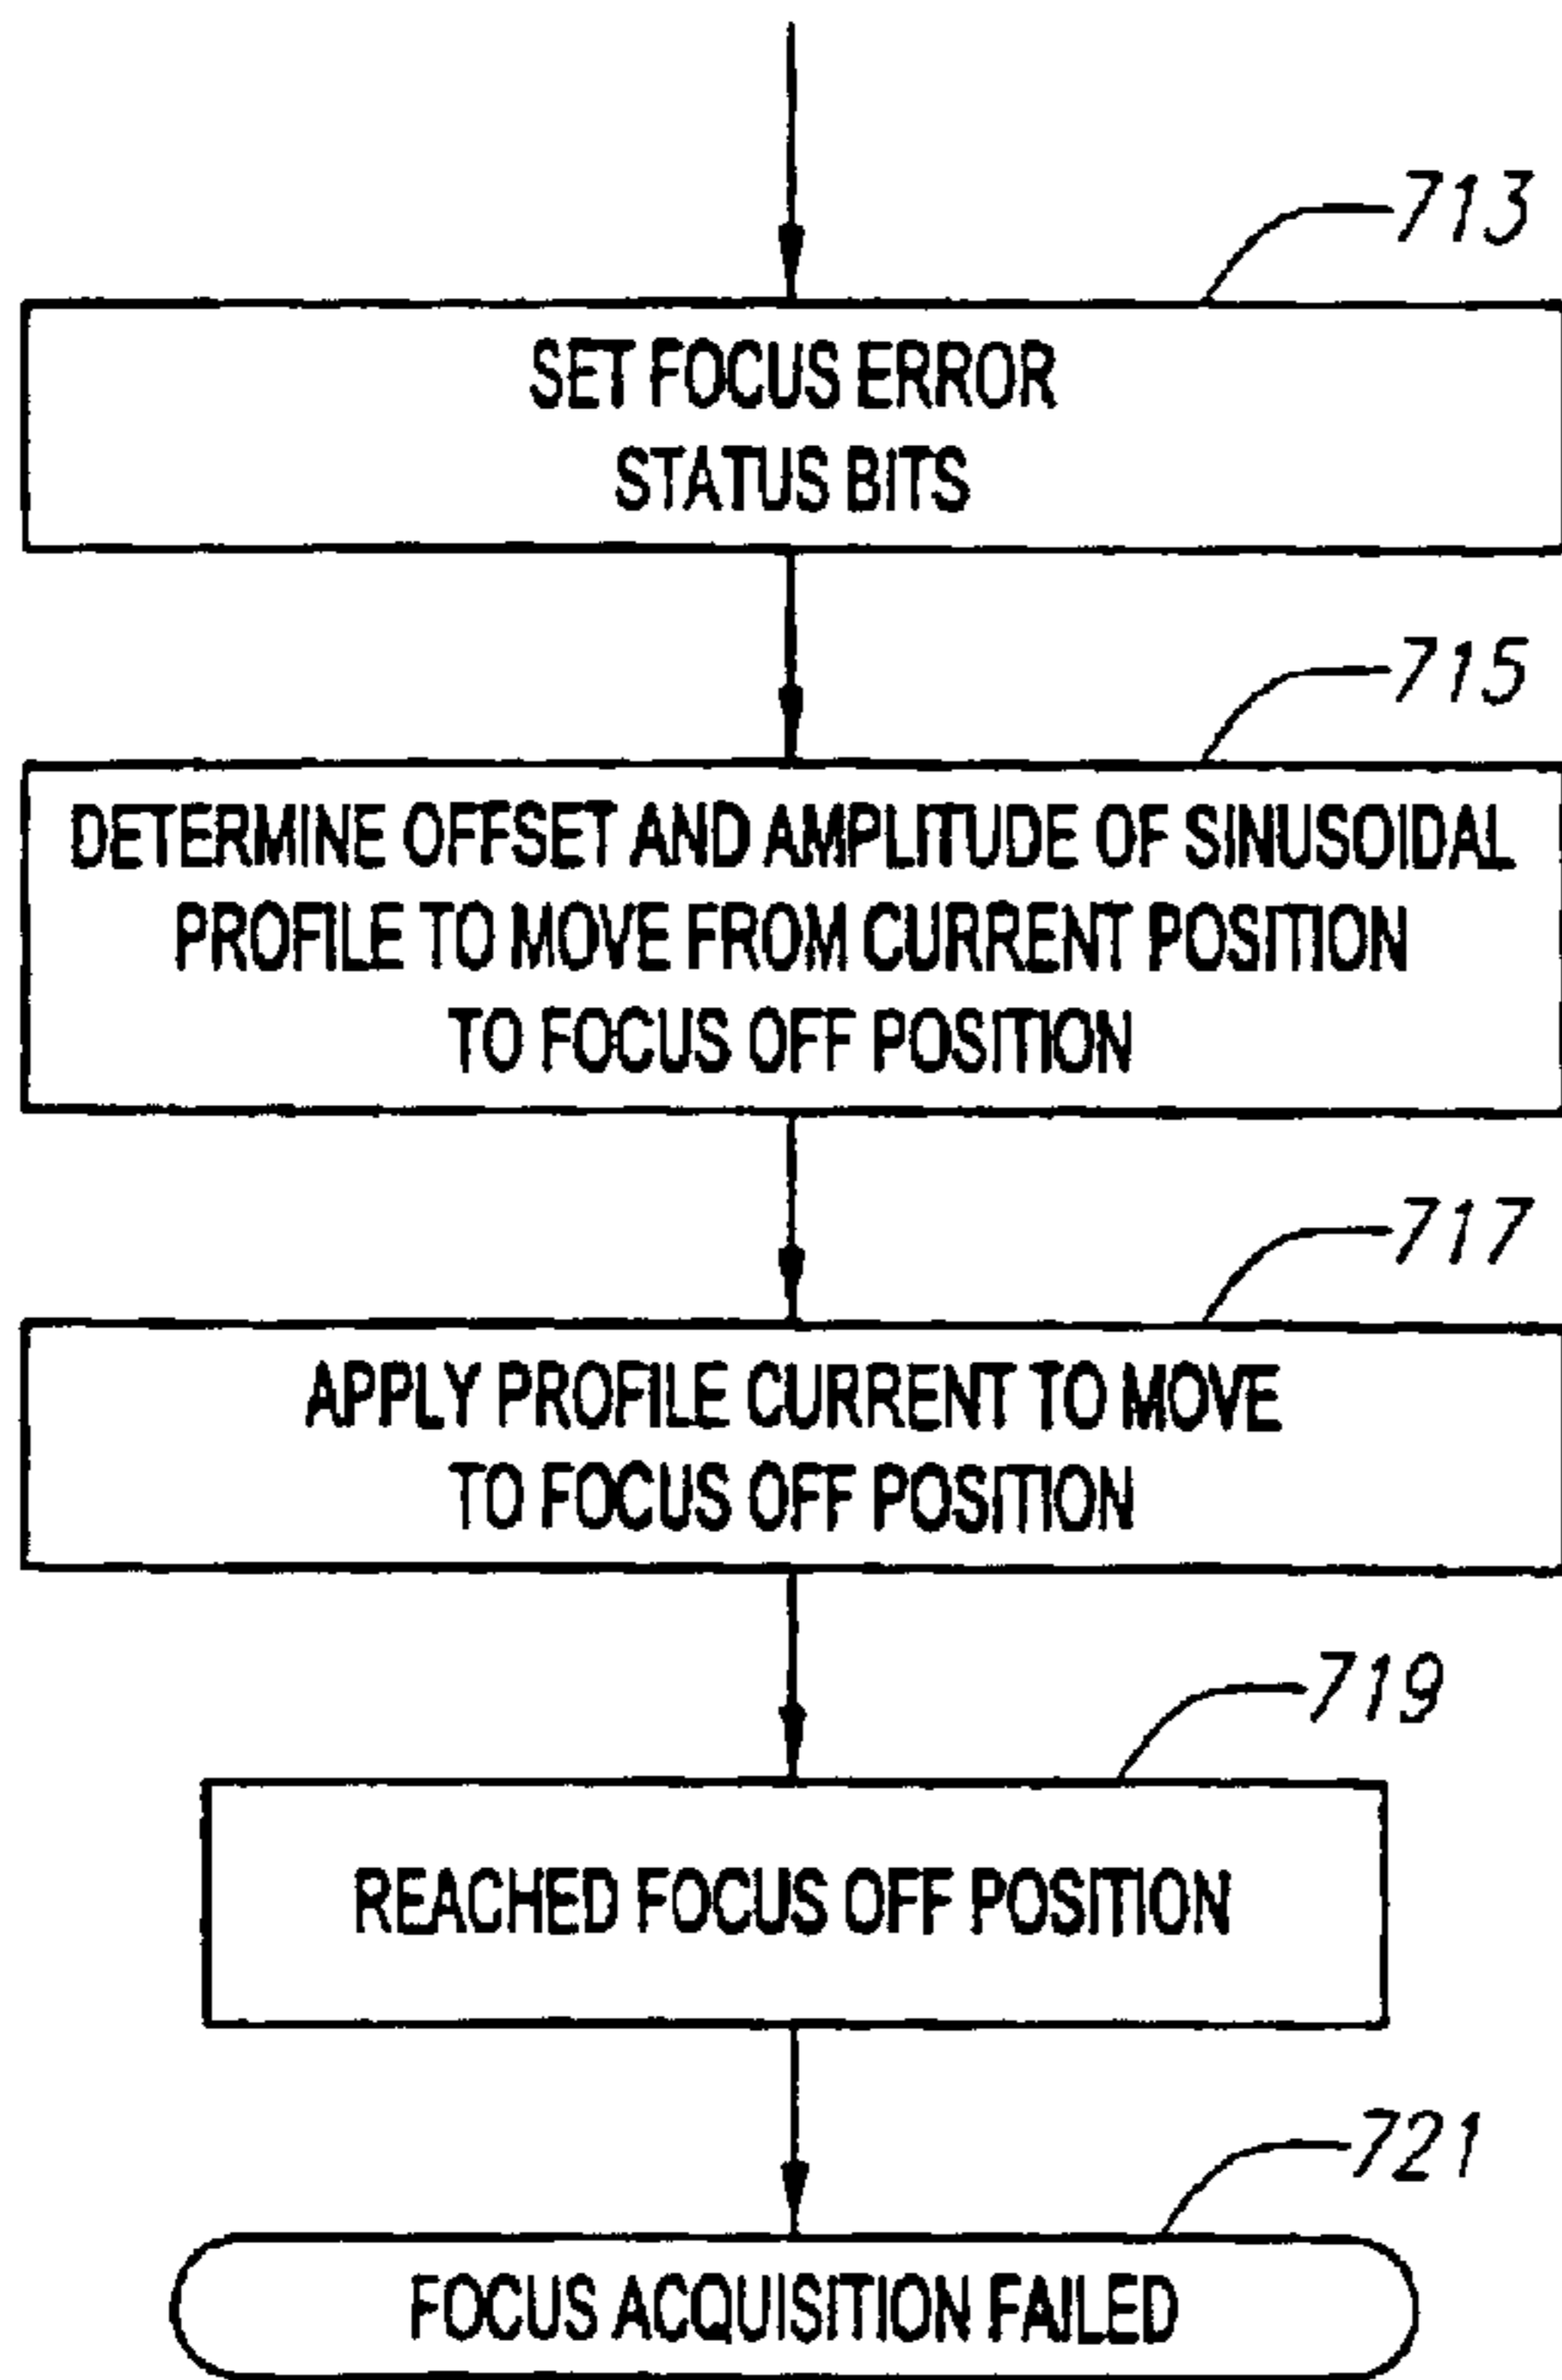 713
SET FOCUS ERROR
STATUS BITS
715
DETERMINE OFFSET AND AMPLITUDE OF SINUSOIDAL
PROFILE TO MOVE FROM CURRENT POSITION
TO FOCUS OFF POSITION
717
APPLY PROFILE CURRENT TO MOVE
TO FOCUS OFF POSITION
719
REACHED FOCUS OFF POSITION
721
FOCUS ACQUISITION FAILED